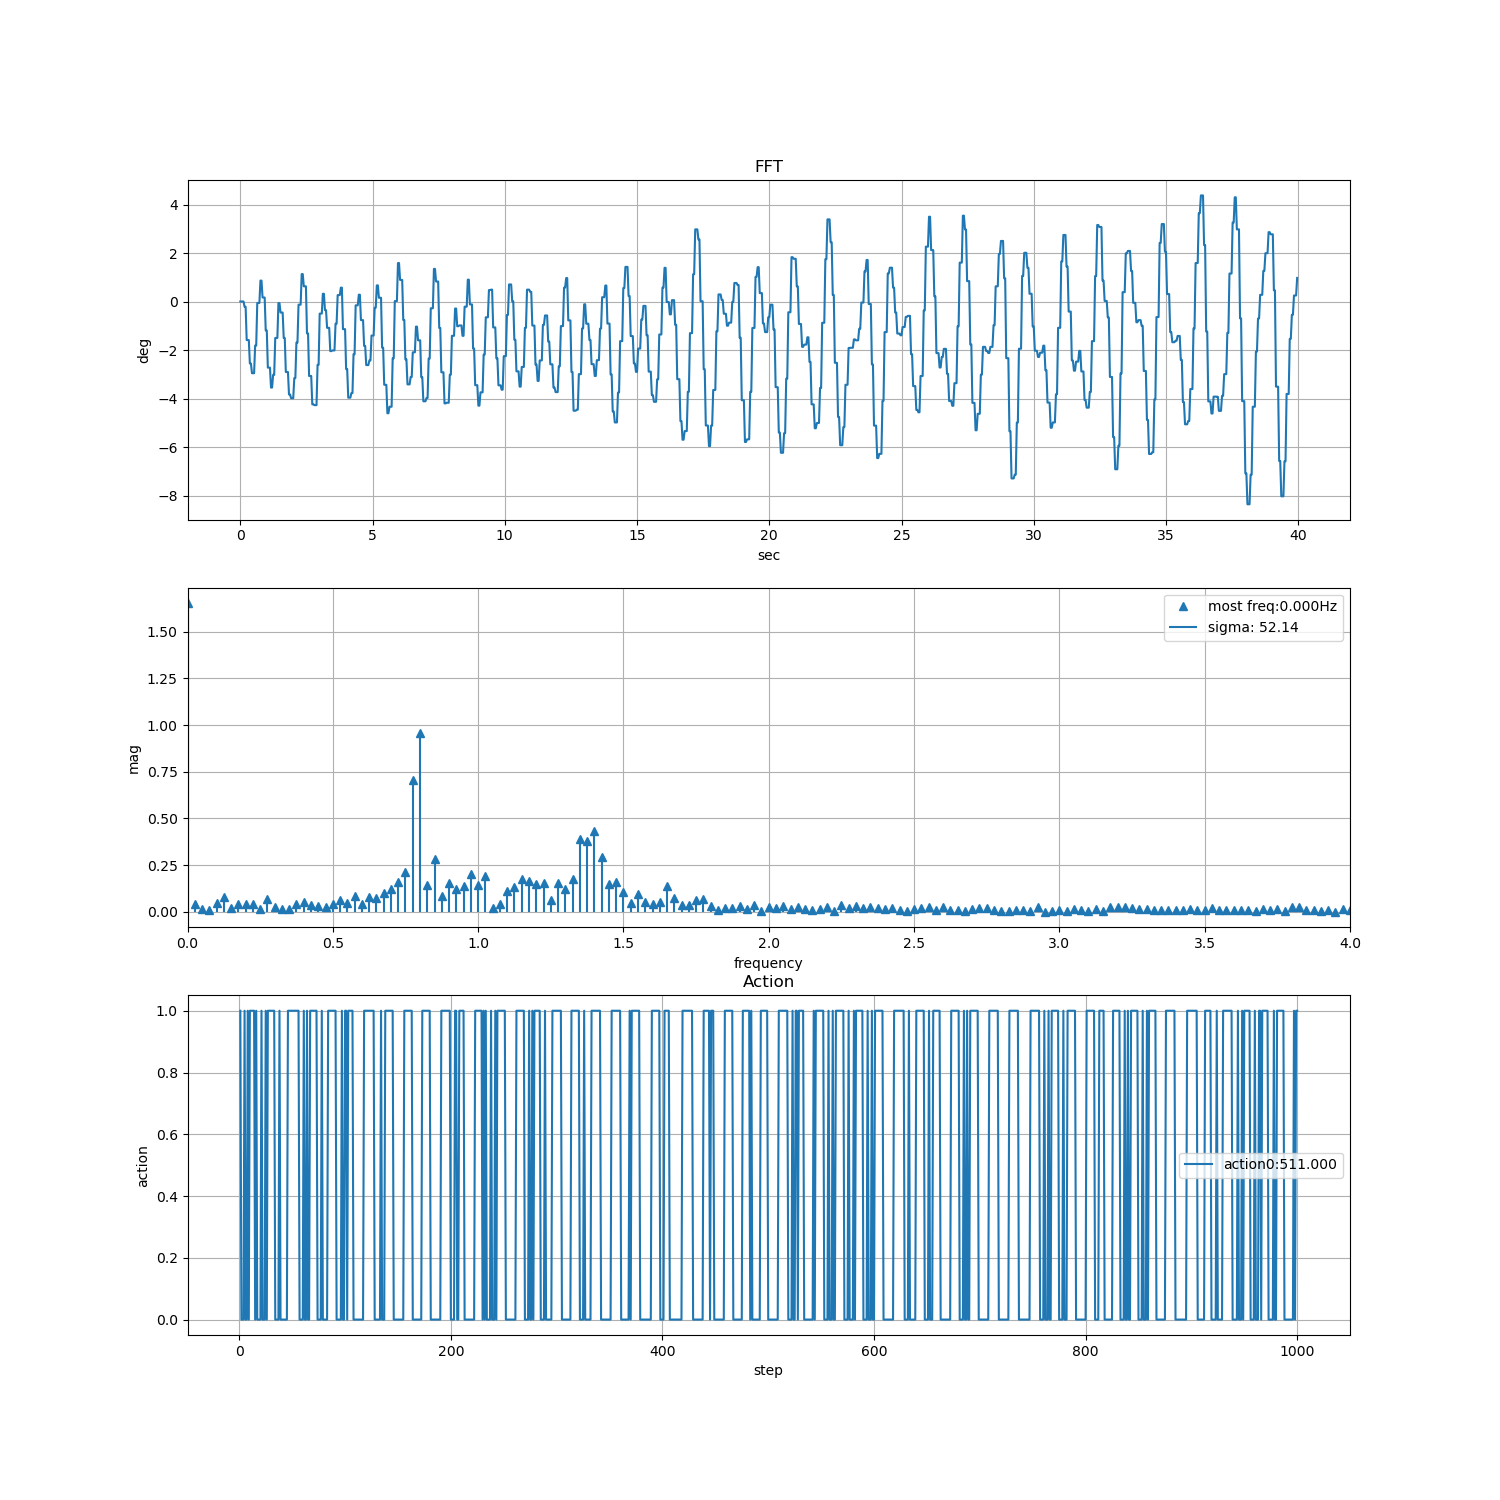 FFT
4
2
0
−2
−4
−6
−8
deg
0 5 10 15 20 25 30 35 40
sec
1.50
1.25
1.00
0.75
0.50
0.25
0.00
mag
most freq:0.000Hz
sigma: 52.14
0.0 0.5 1.0 1.5 2.0 2.5 3.0 3.5 4.0
frequency
Action
1.0
0.8
0.6
0.4
0.2
0.0
action
action0:511.000
0 200 400 600 800 1000
step